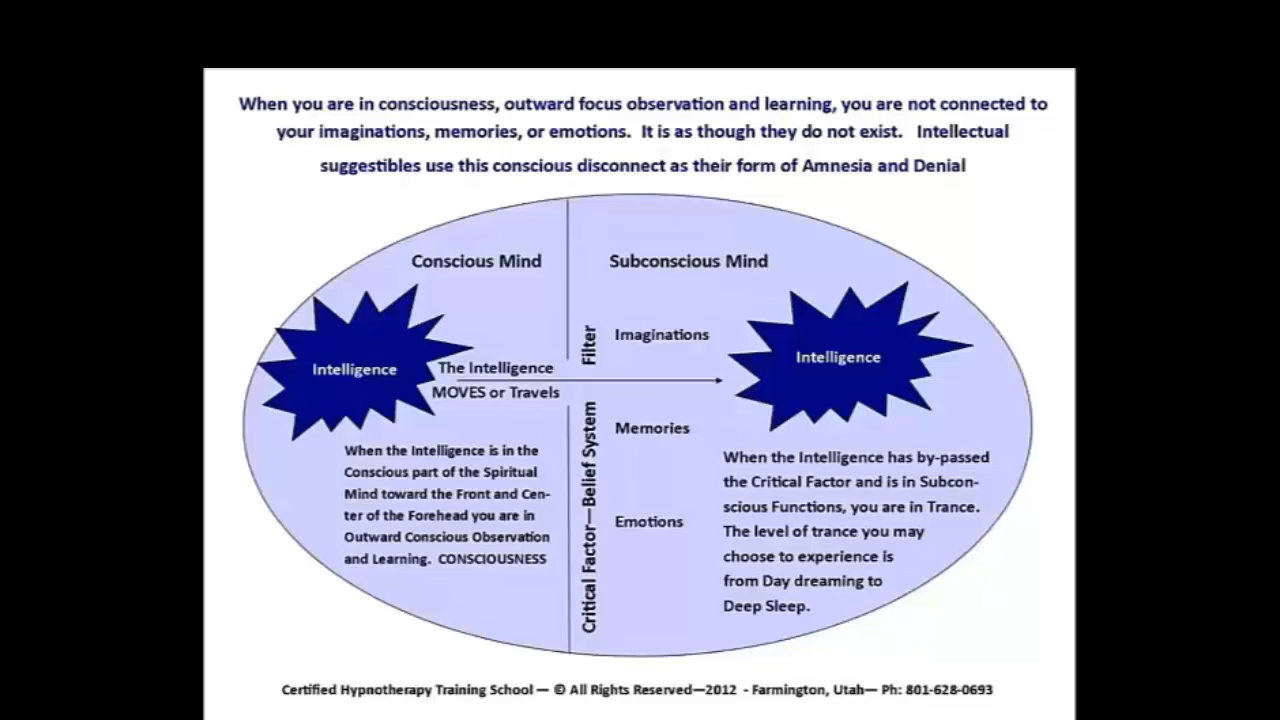 When you are in consciousness, outward focus observation and learning, you are not connected to
your imaginations, memories, or emotions.  It is as though they do not exist.   Intellectual
suggestibles use this conscious disconnect as their form of Amnesia and Denial
Conscious Mind
Subconscious Mind
Intelligence
The Intelligence
MOVES or Travels
When the Intelligence is in the
Conscious part of the Spiritual
Mind toward the Front and Cen-
ter of the Forehead you are in
Outward Conscious Observation
and Learning.  CONSCIOUSNESS
Critical Factor—Belief System Filter
Imaginations
Memories
Emotions
Intelligence
When the Intelligence has by-passed
the Critical Factor and is in Subcon-
scious Functions, you are in Trance.
The level of trance you may
choose to experience is
from Day dreaming to
Deep Sleep.
Certified Hypnotherapy Training School — © All Rights Reserved—2012  - Farmington, Utah— Ph: 801-628-0693